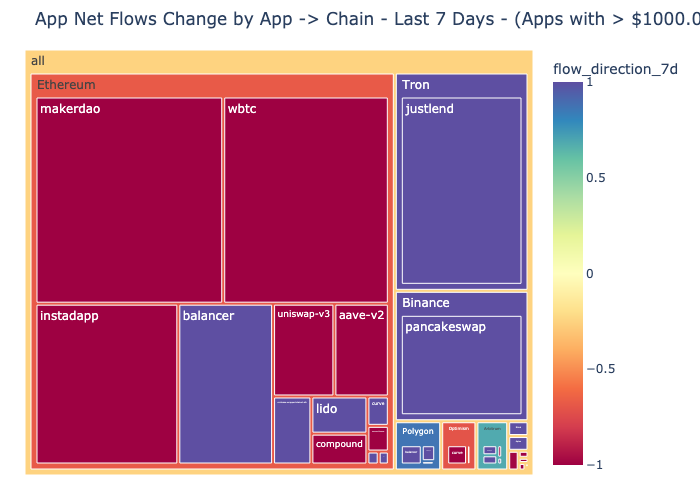 App Net Flows Change by App -> Chain - Last 7 Days - (Apps with > $1000.0
flow_direction_7d
all
Ethereum
makerdao
wbtc
instadapp
balancer
uniswap-v3
aave-v2
lido
curve
compound
Tron
justlend
Binance
pancakeswap
Polygon
Optimism
curve
1
0.5
0
−0.5
−1